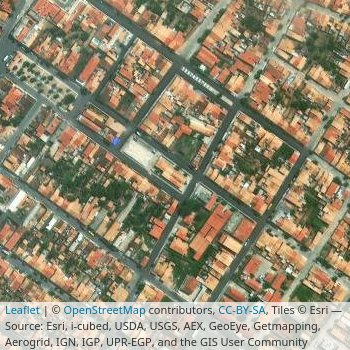 Leaflet | © OpenStreetMap contributors, CC-BY-SA, Tiles © Esri —
Source: Esri, i-cubed, USDA, USGS, AEX, GeoEye, Getmapping,
Aerogrid, IGN, IGP, UPR-EGP, and the GIS User Community